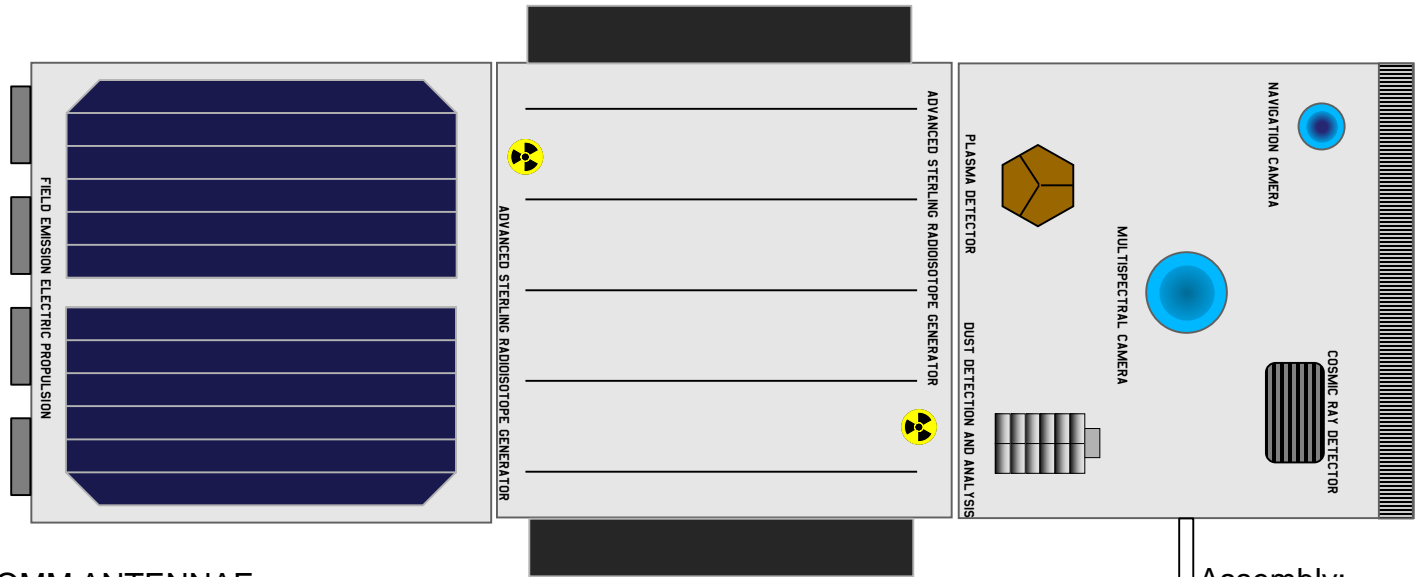 FIELD EMISSION ELECTRIC PROPULSION
ADVANCED STERLING RADIOISOTOPE GENERATOR
ADVANCED STERLING RADIOISOTOPE GENERATOR
PLASMA DETECTOR
DUST DETECTION AND ANALYSIS
MULTISPECTRAL CAMERA
NAVIGATION CAMERA
COSMIC RAY DETECTOR
OMM ANTENNAE
Assembly: